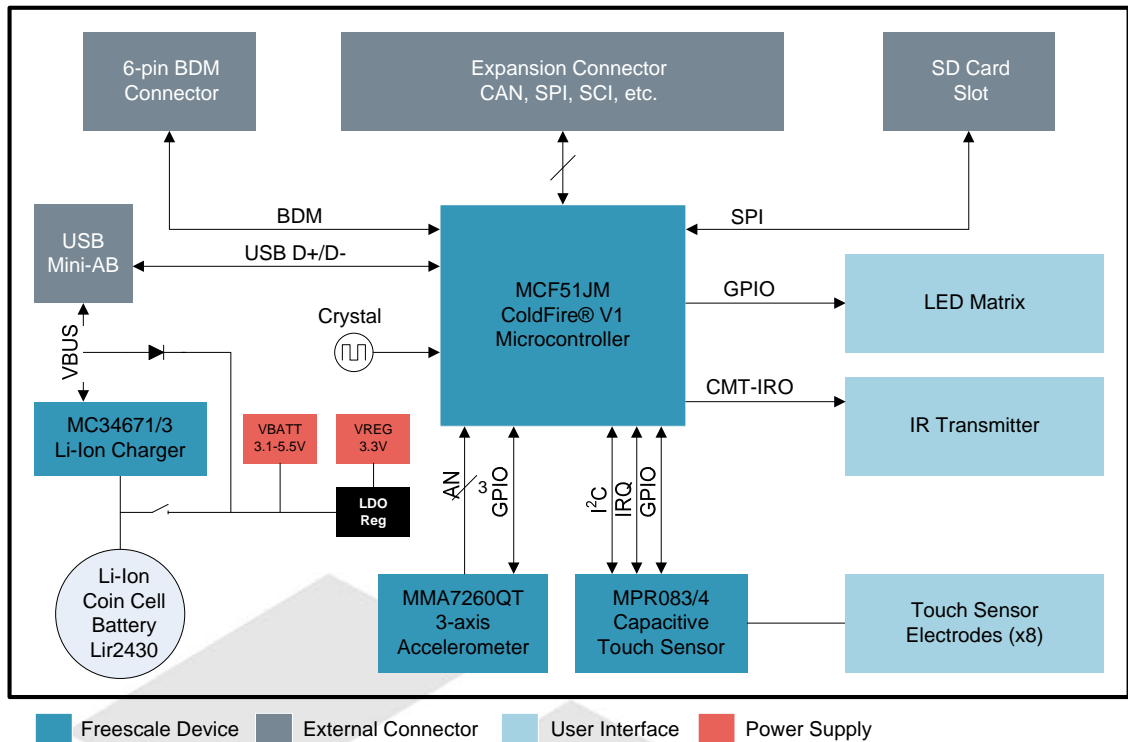 6-pin BDM
Connector
Expansion Connector
CAN, SPI, SCI, etc.
SD Card
Slot
BDM
SPI
USB
Mini-AB
USB D+/D-
MCF51JM
ColdFire® V1
Microcontroller
GPIO
LED Matrix
Crystal
VBUS
CMT-IRO
IR Transmitter
MC34671/3
Li-Ion Charger
VBATT
3.1-5.5V
VREG
3.3V
LDO
Reg
AN
3
GPIO
I²C
IRQ
GPIO
Li-Ion
Coin Cell
Battery
Lir2430
MMA7260QT
3-axis
Accelerometer
MPR083/4
Capacitive
Touch Sensor
Touch Sensor
Electrodes (x8)
Freescale Device
External Connector
User Interface
Power Supply